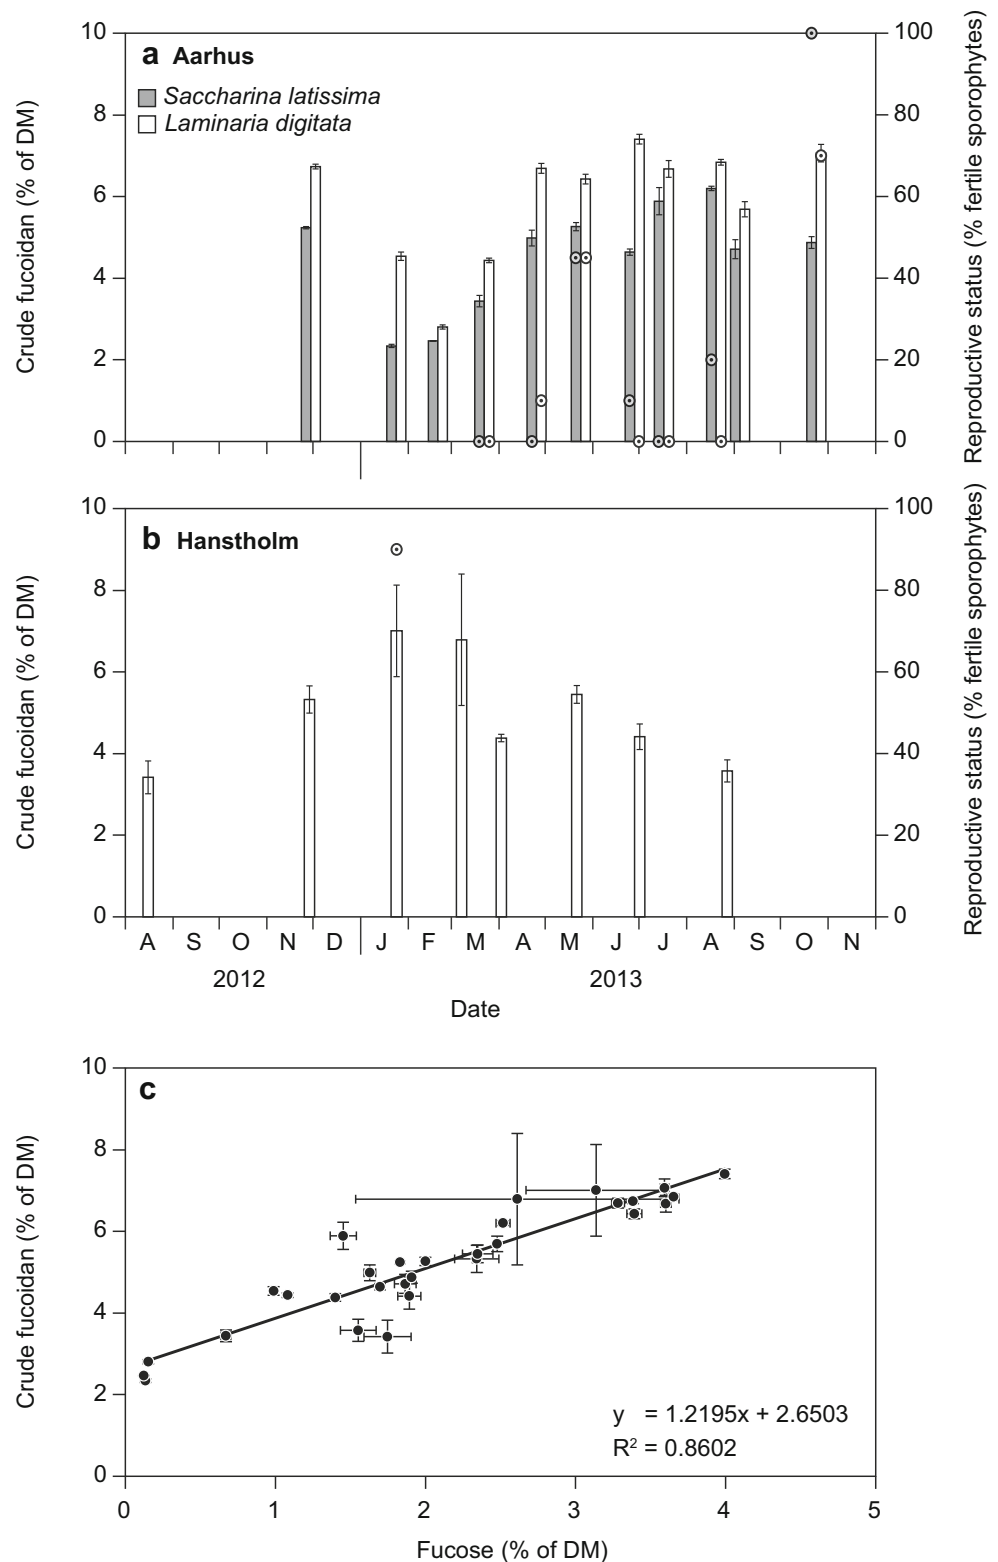 a Aarhus
Saccharina latissima
Laminaria digitata
Crude fucoidan (% of DM)
10
8
6
4
2
0
100
80
60
40
20
0
Reproductive status (% fertile sporophytes)
b Hanstholm
Crude fucoidan (% of DM)
10
8
6
4
2
0
100
80
60
40
20
0
Reproductive status (% fertile sporophytes)
A S O N D J F M A M J J A S O N
2012 2013
Date
c
Crude fucoidan (% of DM)
10
8
6
4
2
0
y = 1.2195x + 2.6503
R² = 0.8602
0 1 2 3 4 5
Fucose (% of DM)